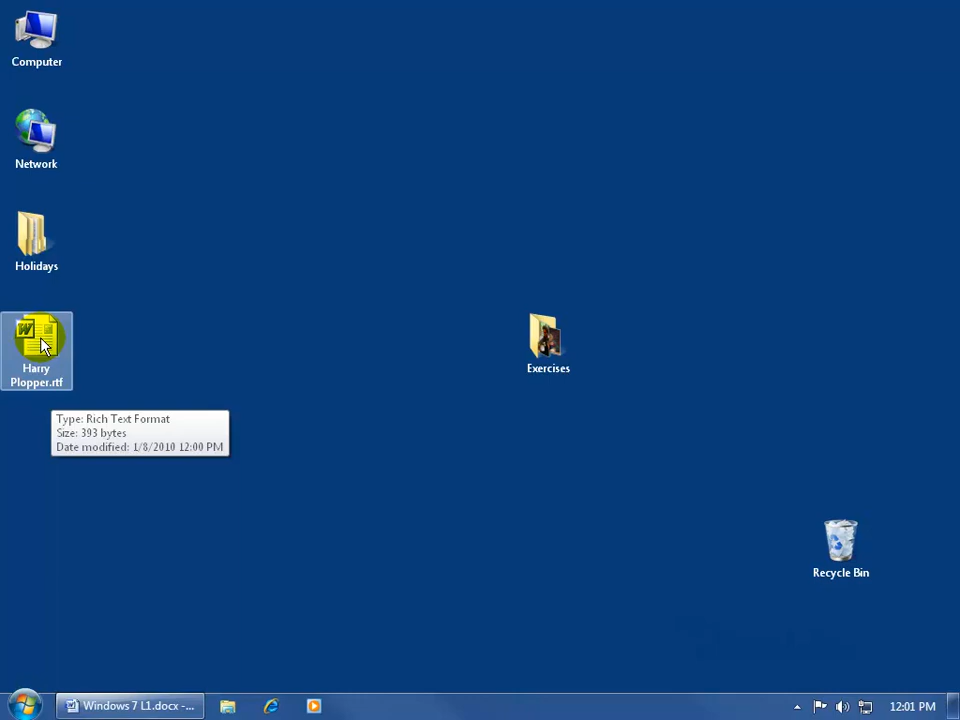 Computer
Network
Holidays
Harry
Plopper.rtf
Type: Rich Text Format
Size: 393 bytes
Date modified: 1/8/2010 12:00 PM
Exercises
Recycle Bin
Windows 7 L1.docx -...
12:01 PM